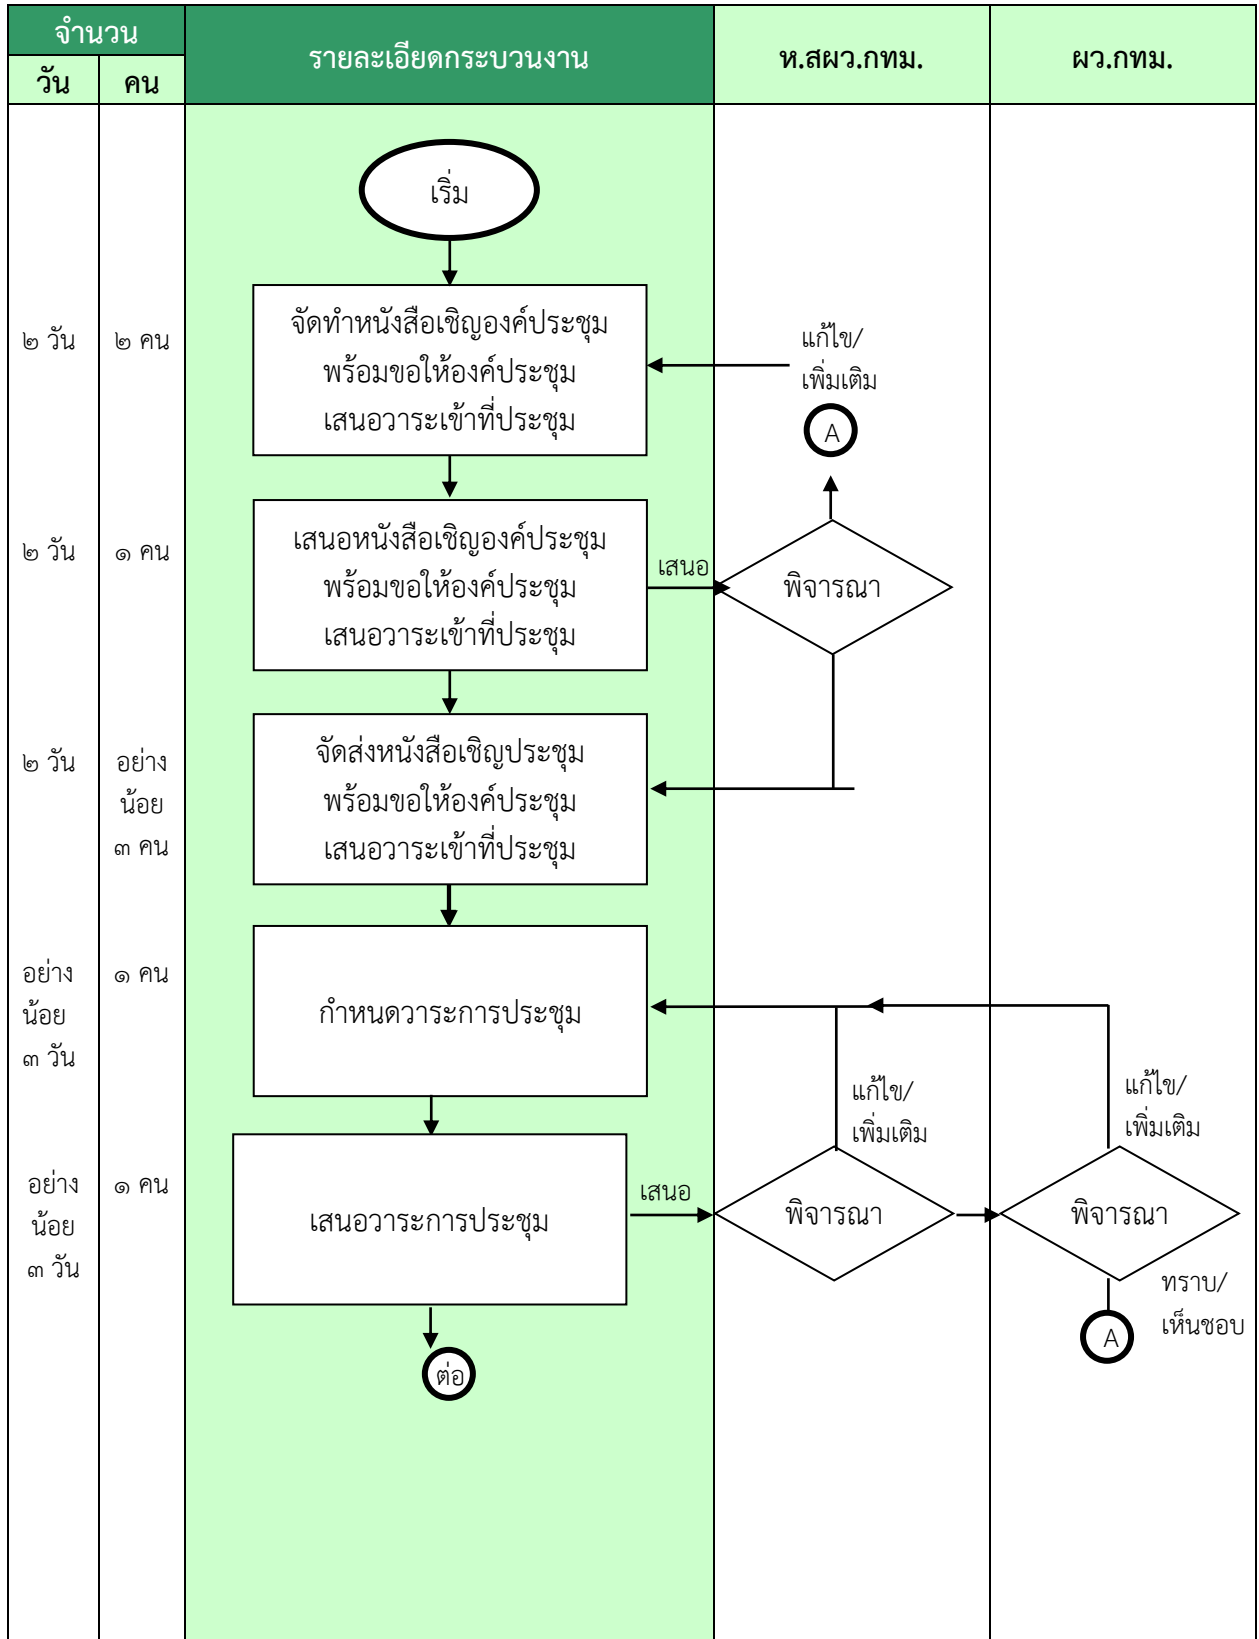 จำนวน
วัน
คน
รายละเอียดกระบวนงาน
ห.สผว.กทม.
ผว.กทม.
เริ่ม
๒ วัน
๒ คน
จัดทำหนังสือเชิญองค์ประชุม
พร้อมขอให้องค์ประชุม
เสนอวาระเข้าที่ประชุม
แก้ไข/
เพิ่มเติม
A
๒ วัน
๑ คน
เสนอหนังสือเชิญองค์ประชุม
พร้อมขอให้องค์ประชุม
เสนอวาระเข้าที่ประชุม
เสนอ
พิจารณา
๒ วัน
อย่าง
น้อย
๓ คน
จัดส่งหนังสือเชิญประชุม
พร้อมขอให้องค์ประชุม
เสนอวาระเข้าที่ประชุม
อย่าง
น้อย
๓ วัน
๑ คน
กำหนดวาระการประชุม
แก้ไข/
เพิ่มเติม
แก้ไข/
เพิ่มเติม
อย่าง
น้อย
๓ วัน
๑ คน
เสนอวาระการประชุม
เสนอ
พิจารณา
พิจารณา
ทราบ/
เห็นชอบ
A
ต่อ